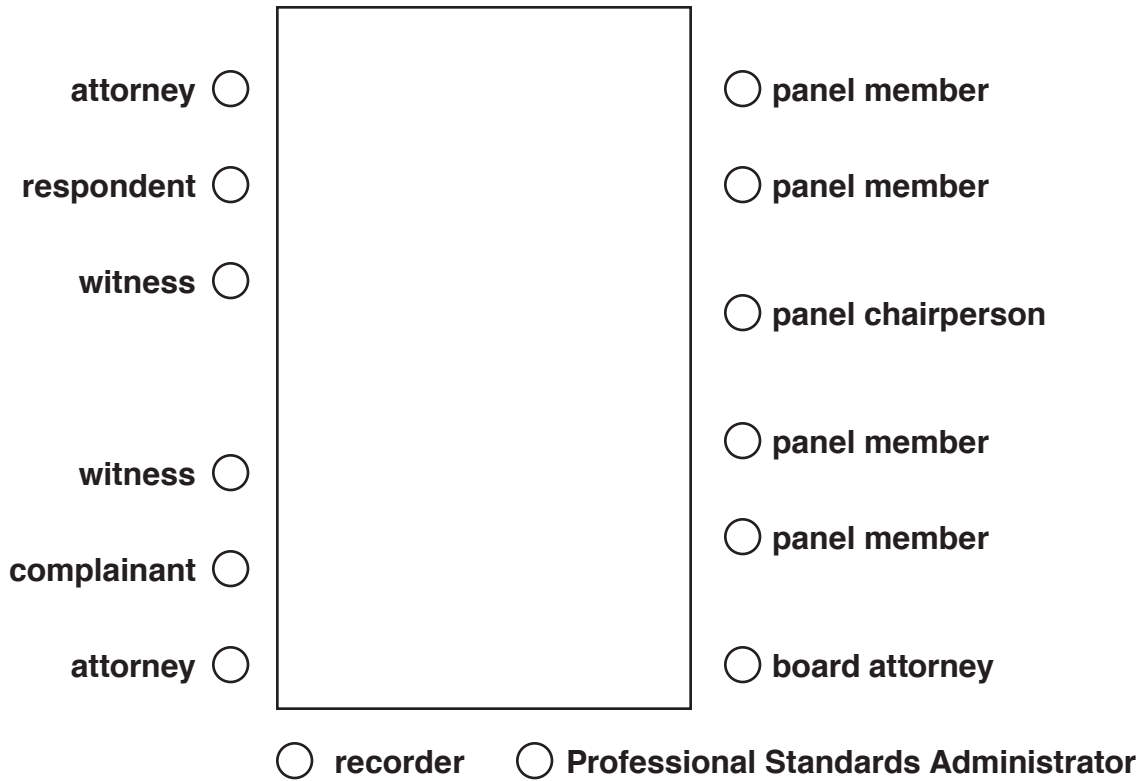 attorney
respondent
witness
witness
complainant
attorney
panel member
panel member
panel chairperson
panel member
panel member
board attorney
recorder
Professional Standards Administrator